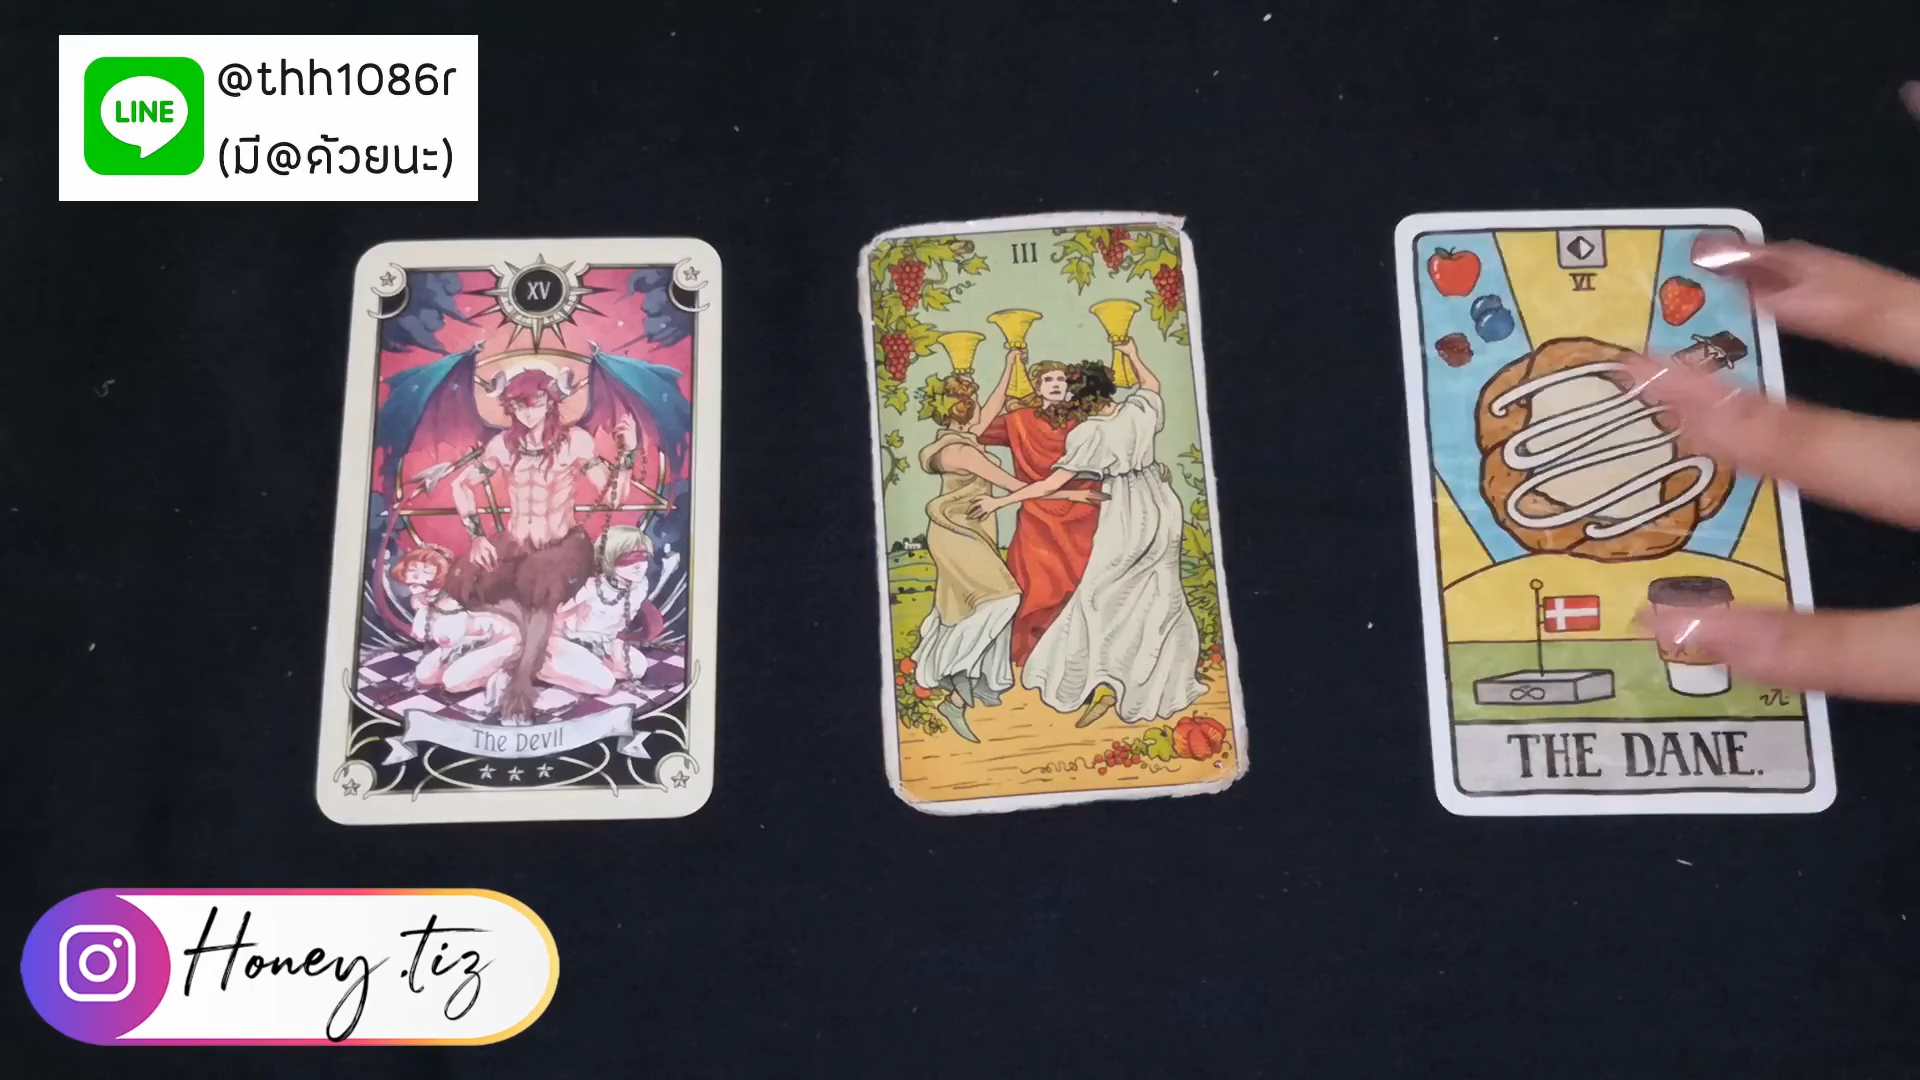 LINE
@thh1086r
(มี@ด้วยนะ)
XV
The Devil
III
VI
THE DANE.
Honey.tiz